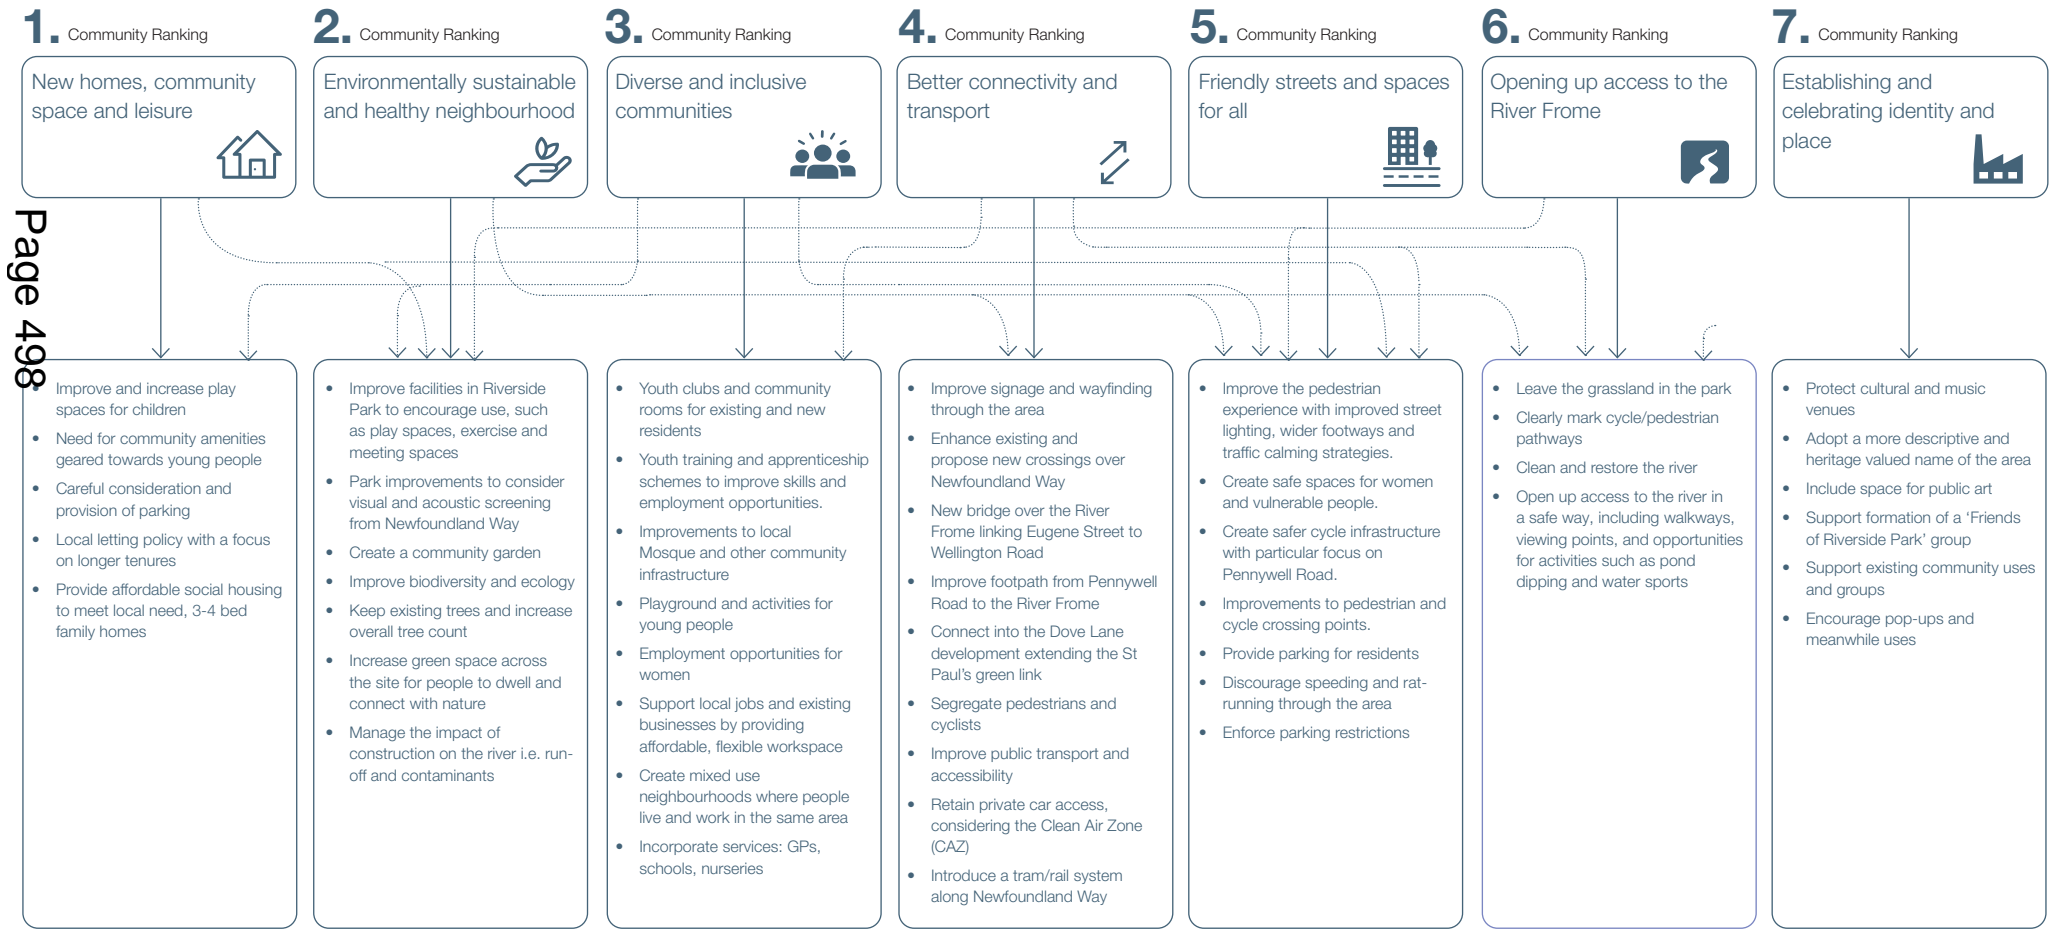 1. Community Ranking
New homes, community
space and leisure
2. Community Ranking
Environmentally sustainable
and healthy neighbourhood
3. Community Ranking
Diverse and inclusive
communities
4. Community Ranking
Better connectivity and
transport
5. Community Ranking
Friendly streets and spaces
for all
6. Community Ranking
Opening up access to the
River Frome
7. Community Ranking
Establishing and
celebrating identity and
place
Page 498
• Improve and increase play
spaces for children
• Need for community amenities
geared towards young people
• Careful consideration and
provision of parking
• Local letting policy with a focus
on longer tenures
• Provide affordable social housing
to meet local need, 3-4 bed
family homes
• Improve facilities in Riverside
Park to encourage use, such
as play spaces, exercise and
meeting spaces
• Park improvements to consider
visual and acoustic screening
from Newfoundland Way
• Create a community garden
• Improve biodiversity and ecology
• Keep existing trees and increase
overall tree count
• Increase green space across
the site for people to dwell and
connect with nature
• Manage the impact of
construction on the river i.e. run-
off and contaminants
• Youth clubs and community
rooms for existing and new
residents
• Youth training and apprenticeship
schemes to improve skills and
employment opportunities.
• Improvements to local
Mosque and other community
infrastructure
• Playground and activities for
young people
• Employment opportunities for
women
• Support local jobs and existing
businesses by providing
affordable, flexible workspace
• Create mixed use
neighbourhoods where people
live and work in the same area
• Incorporate services: GPs,
schools, nurseries
• Improve signage and wayfinding
through the area
• Enhance existing and
propose new crossings over
Newfoundland Way
• New bridge over the River
Frome linking Eugene Street to
Wellington Road
• Improve footpath from Pennywell
Road to the River Frome
• Connect into the Dove Lane
development extending the St
Paul's green link
• Segregate pedestrians and
cyclists
• Improve public transport and
accessibility
• Retain private car access,
considering the Clean Air Zone
(CAZ)
• Introduce a tram/rail system
along Newfoundland Way
• Improve the pedestrian
experience with improved street
lighting, wider footways and
traffic calming strategies.
• Create safe spaces for women
and vulnerable people.
• Create safer cycle infrastructure
with particular focus on
Pennywell Road.
• Improvements to pedestrian and
cycle crossing points.
• Provide parking for residents
• Discourage speeding and rat-
running through the area
• Enforce parking restrictions
• Leave the grassland in the park
• Clearly mark cycle/pedestrian
pathways
• Clean and restore the river
• Open up access to the river in
a safe way, including walkways,
viewing points, and opportunities
for activities such as pond
dipping and water sports
• Protect cultural and music
venues
• Adopt a more descriptive and
heritage valued name of the area
• Include space for public art
• Support formation of a 'Friends
of Riverside Park' group
• Support existing community uses
and groups
• Encourage pop-ups and
meanwhile uses